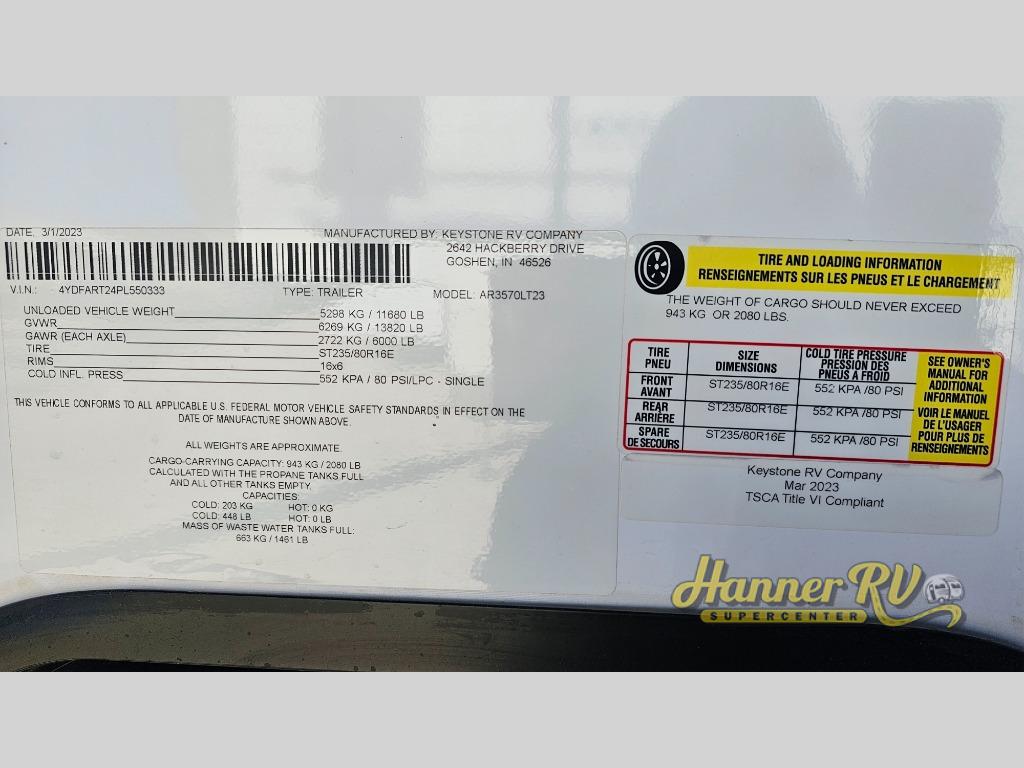 DATE. 3/1/2023
MANUFACTURED BY: KEYSTONE RV COMPANY
2642 HACKBERRY DRIVE
GOSHEN, IN 46526
V.I.N.: 4YDFART24PL550333 TYPE: TRAILER MODEL: AR3570LT23
UNLOADED VEHICLE WEIGHT 5298 KG / 11680 LB
GVWR 6269 KG / 13820 LB
GAWR (EACH AXLE) 2722 KG / 6000 LB
TIRE ST235/80R16E
RIMS 16x6
COLD INFL. PRESS 552 KPA / 80 PSI/LPC - SINGLE
THIS VEHICLE CONFORMS TO ALL APPLICABLE U.S. FEDERAL MOTOR VEHICLE SAFETY STANDARDS IN EFFECT ON THE
DATE OF MANUFACTURE SHOWN ABOVE.
ALL WEIGHTS ARE APPROXIMATE.
CARGO-CARRYING CAPACITY: 943 KG / 2080 LB
CALCULATED WITH THE PROPANE TANKS FULL
AND ALL OTHER TANKS EMPTY.
CAPACITIES:
COLD: 203 KG HOT: 0 KG
COLD: 448 LB HOT: 0 LB
MASS OF WASTE WATER TANKS FULL:
663 KG / 1461 LB
TIRE AND LOADING INFORMATION
RENSEIGNEMENTS SUR LES PNEUS ET LE CHARGEMENT
THE WEIGHT OF CARGO SHOULD NEVER EXCEED
943 KG OR 2080 LBS.
TIRE
PNEU
SIZE
DIMENSIONS
COLD TIRE PRESSURE
PRESSION DES
PNEUS A FROID
FRONT
AVANT
ST235/80R16E
552 KPA /80 PSI
REAR
ARRIÈRE
ST235/80R16E
552 KPA /80 PSI
SPARE
DE SECOURS
ST235/80R16E
552 KPA /80 PSI
SEE OWNER'S
MANUAL FOR
ADDITIONAL
INFORMATION
VOIR LE MANUEL
DE L'USAGER
POUR PLUS DE
RENSEIGNEMENTS
Keystone RV Company
Mar 2023
TSCA Title VI Compliant
Hanner RV
SUPERCENTER